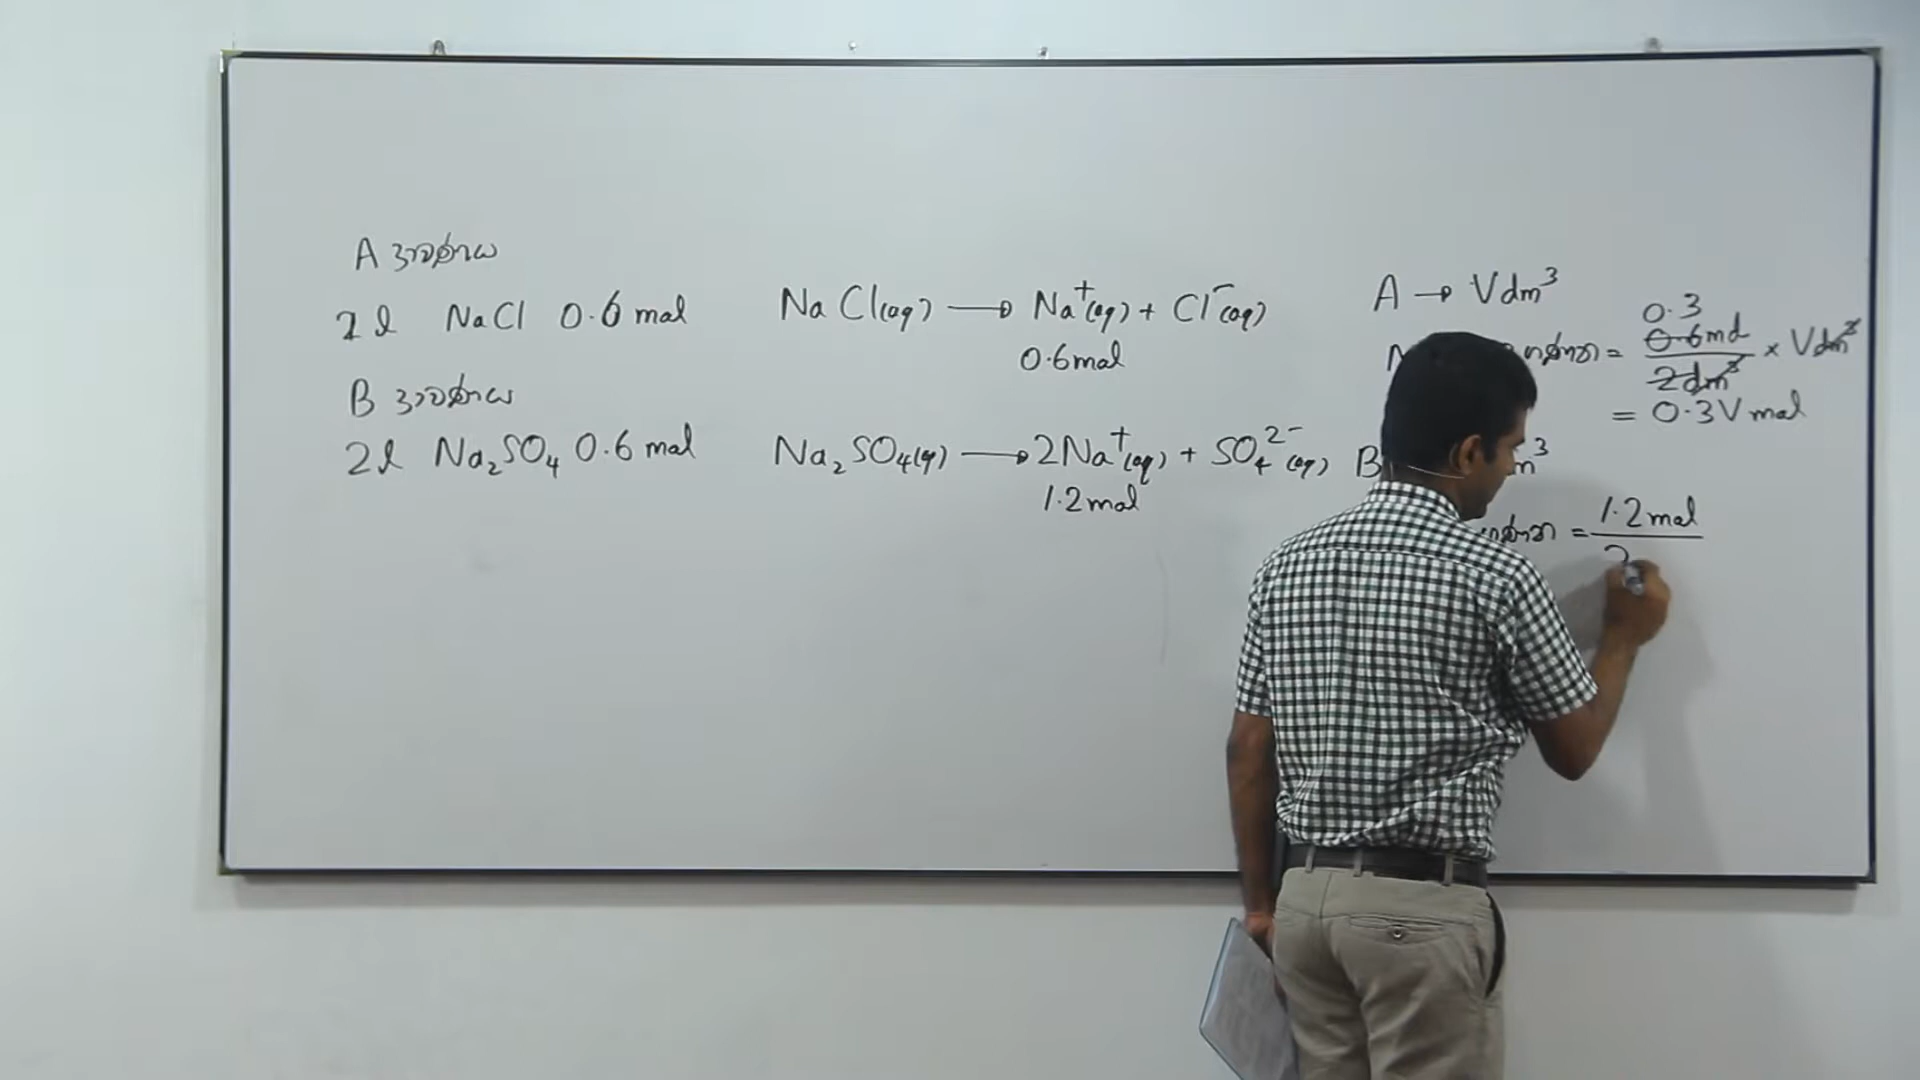 A ද්‍රාවණය
2 l NaCl 0.6 mol
B ද්‍රාවණය
2 l Na₂SO₄ 0.6 mol
NaCl(aq) → Na⁺(aq) + Cl⁻(aq)
0.6 mol
Na₂SO₄(aq) → 2Na⁺(aq) + SO₄²⁻(aq)
1.2 mol
A → V dm³
0.3
= 0.6 mol / 2 dm³ × V dm³
= 0.3 V mol
B
= 1.2 mol / 2